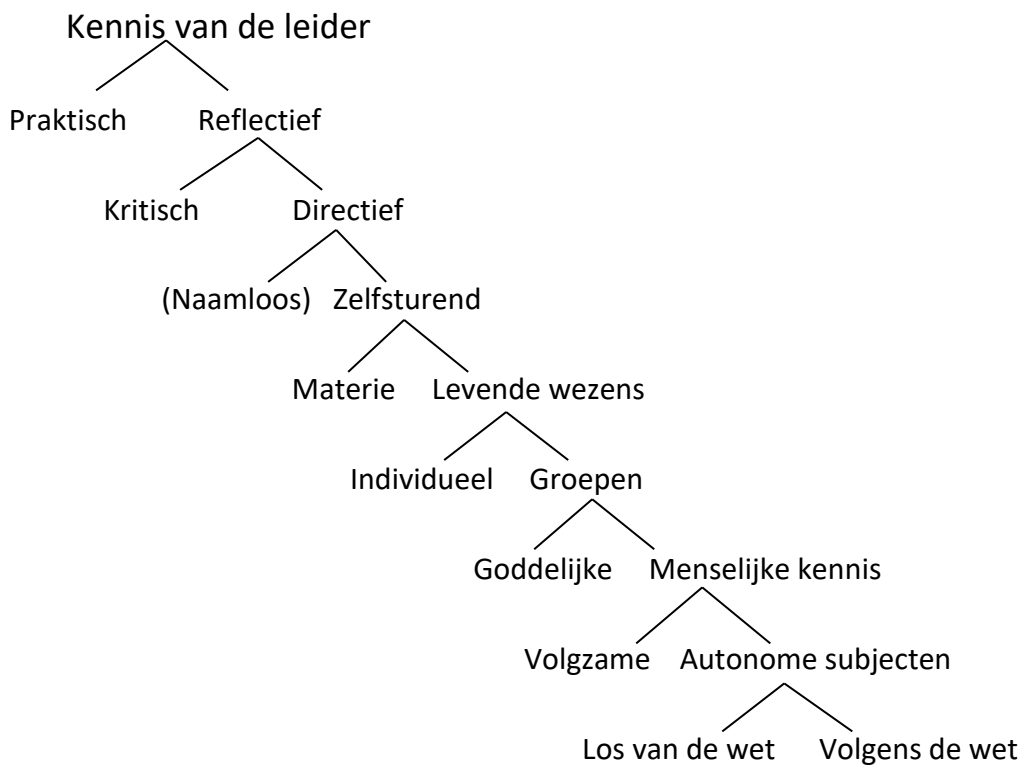 Kennis van de leider
Praktisch Reflectief
Kritisch Directief
(Naamloos) Zelfsturend
Materie Levende wezens
Individueel Groepen
Goddelijke Menselijke kennis
Volgzame Autonome subjecten
Los van de wet Volgens de wet